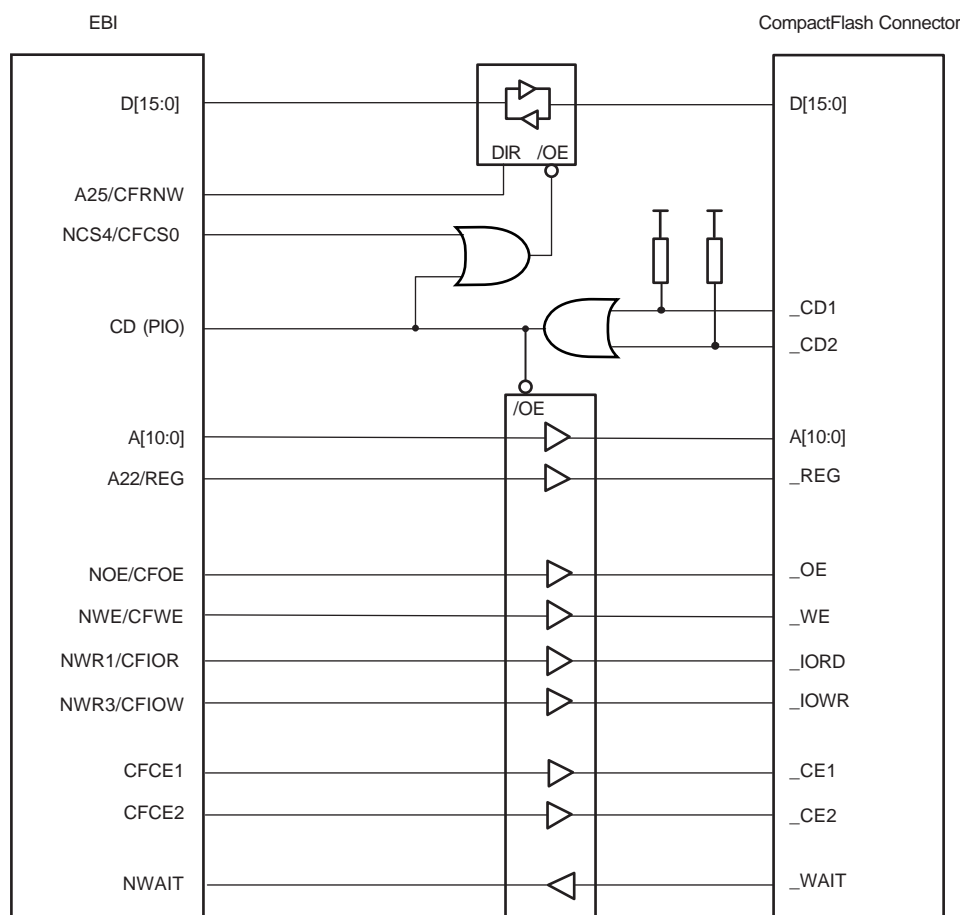 EBI
CompactFlash Connector
D[15:0]
D[15:0]
DIR /OE
A25/CFRNW
NCS4/CFCS0
_CD1
CD (PIO)
_CD2
/OE
A[10:0]
A[10:0]
A22/REG
_REG
NOE/CFOE
_OE
NWE/CFWE
_WE
NWR1/CFIOR
_IORD
NWR3/CFIOW
_IOWR
CFCE1
_CE1
CFCE2
_CE2
NWAIT
_WAIT